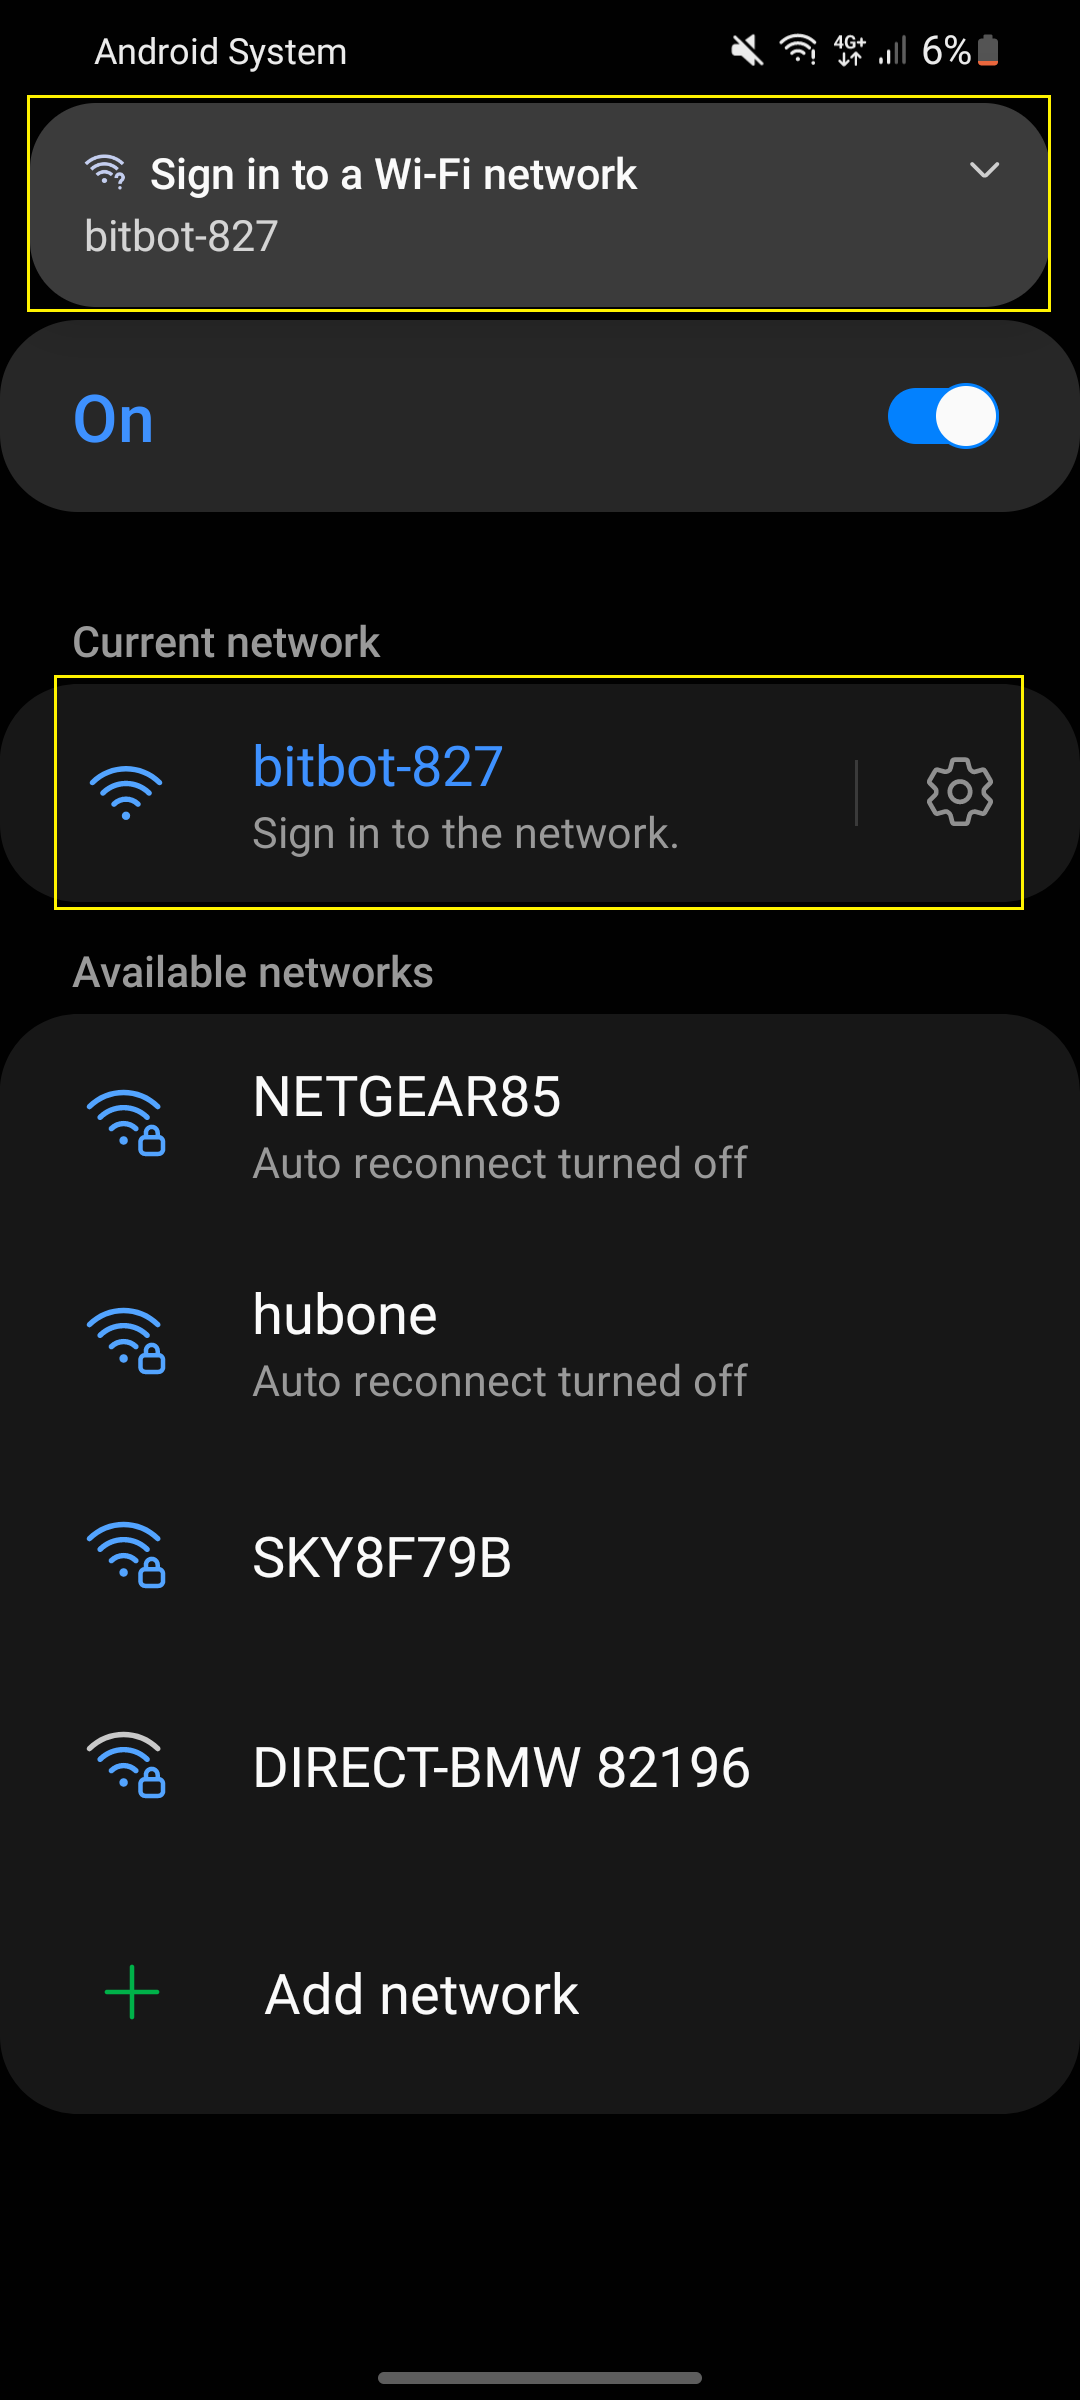 Android System 4G+ 6%
Sign in to a Wi-Fi network
bitbot-827
On
Current network
bitbot-827
Sign in to the network.
Available networks
NETGEAR85
Auto reconnect turned off
hubone
Auto reconnect turned off
SKY8F79B
DIRECT-BMW 82196
Add network